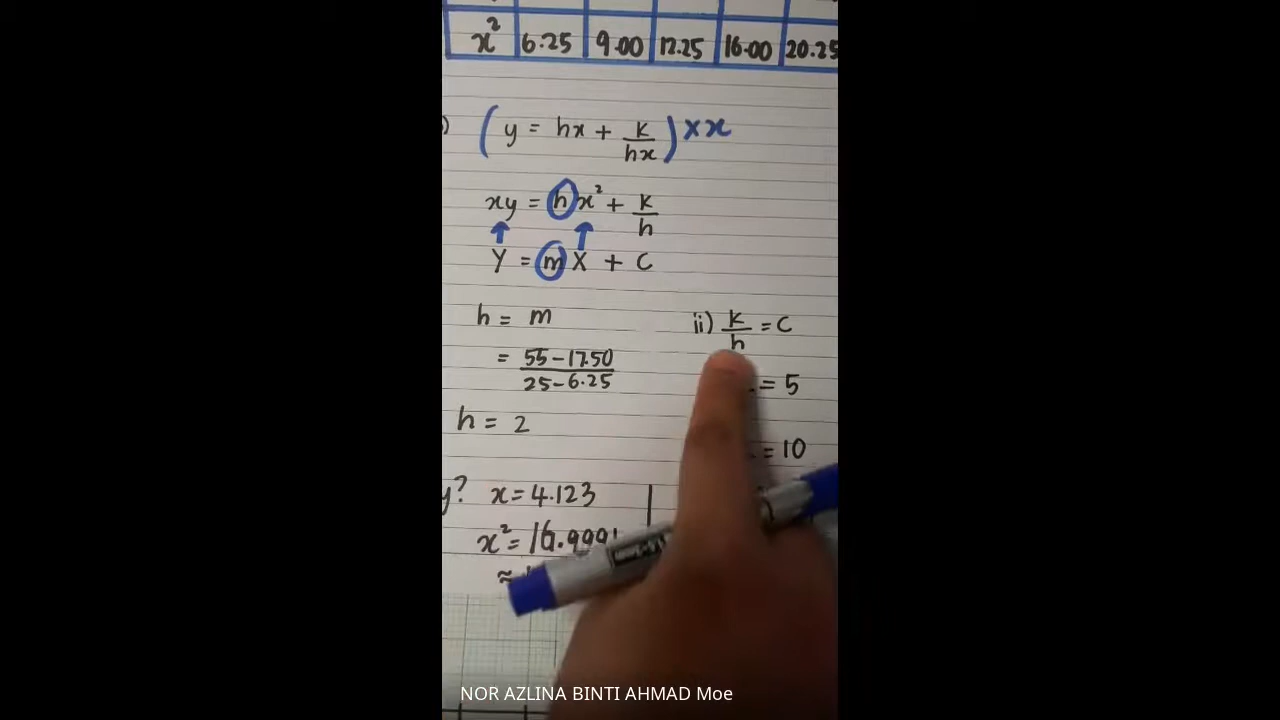 x² 6.25 9.00 12.25 16.00 20.25
) (y = hx + k/hx) × x
xy = hx² + k/h
Y = mX + C
h = m
= 55 - 17.50 / 25 - 6.25
h = 2
ii) k/h = C
= 5
= 10
y? x = 4.123
x² = 16.999
≈
NOR AZLINA BINTI AHMAD Moe